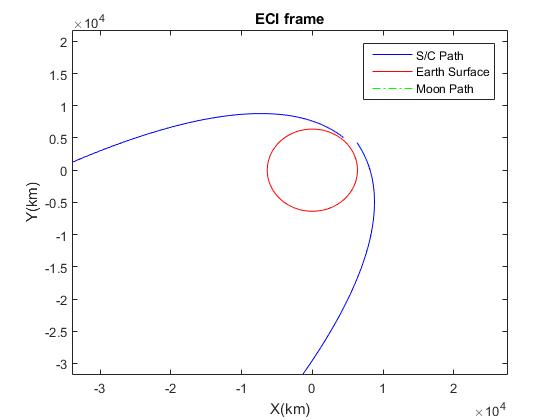 ECI frame
×10⁴
2
1.5
1
0.5
0
-0.5
-1
-1.5
-2
-2.5
-3
Y(km)
S/C Path
Earth Surface
Moon Path
-3 -2 -1 0 1 2
X(km)
×10⁴